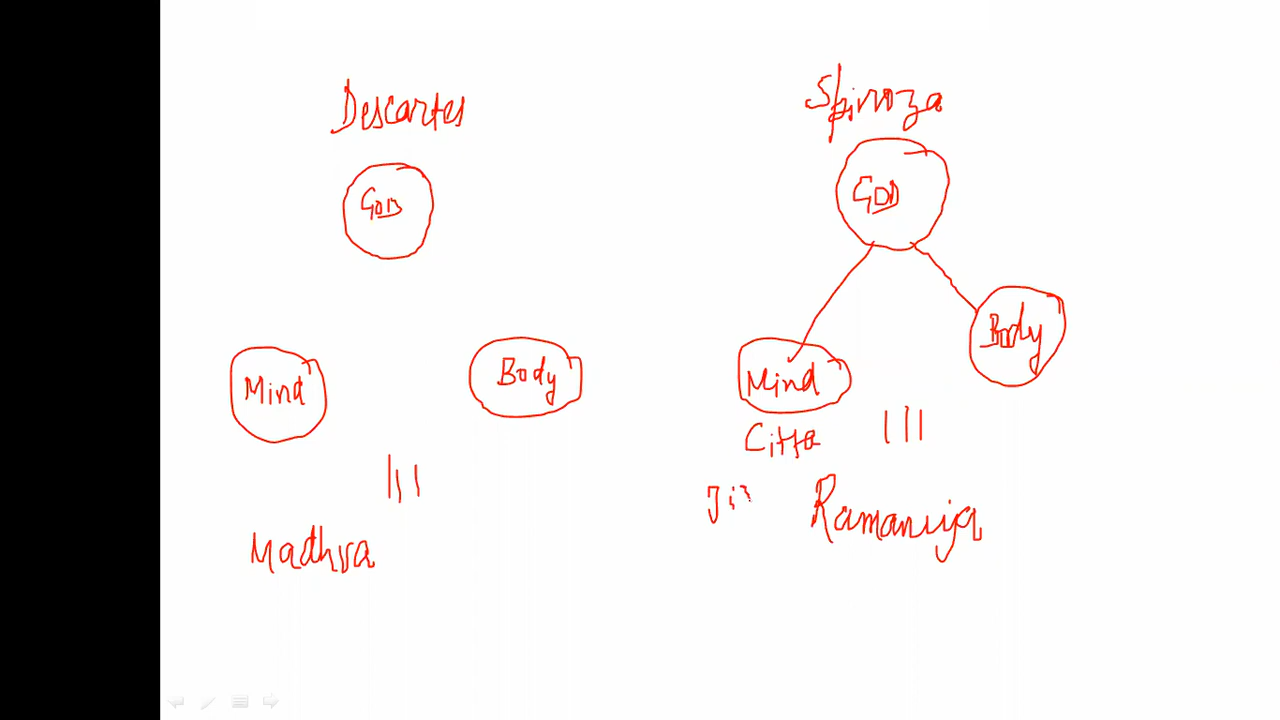 Descartes
Spinoza
GOD
GOD
Mind
Body
Mind
Body
Citta
Madhva
Ramanuja